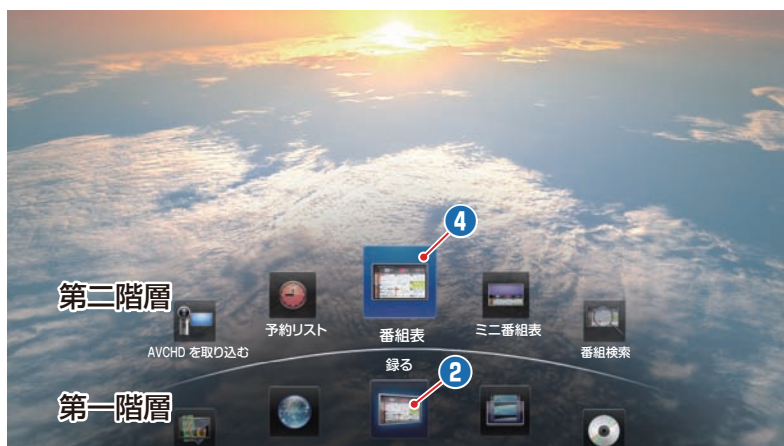 ④
第二階層
AVCHD を取り込む
予約リスト
番組表
ミニ番組表
番組検索
録る
②
第一階層